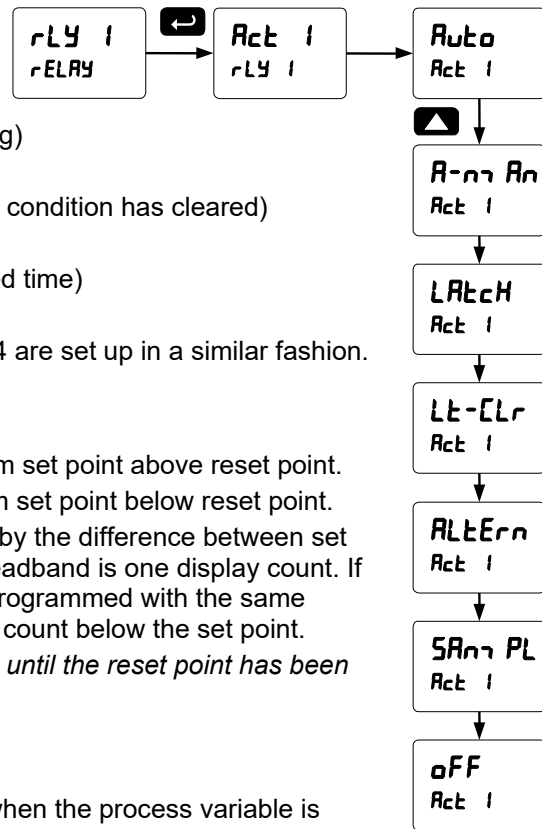 rLY 1
rELAY
Act 1
rLY 1
Auto
Act 1
g)
A-mAn
Act 1
condition has cleared)
LAtcH
Act 1
ed time)
4 are set up in a similar fashion.
Lt-CLr
Act 1
m set point above reset point.
m set point below reset point.
by the difference between set
eadband is one display count. If
ALtErn
Act 1
rogrammed with the same
count below the set point.
SAmPL
Act 1
until the reset point has been
oFF
Act 1
when the process variable is